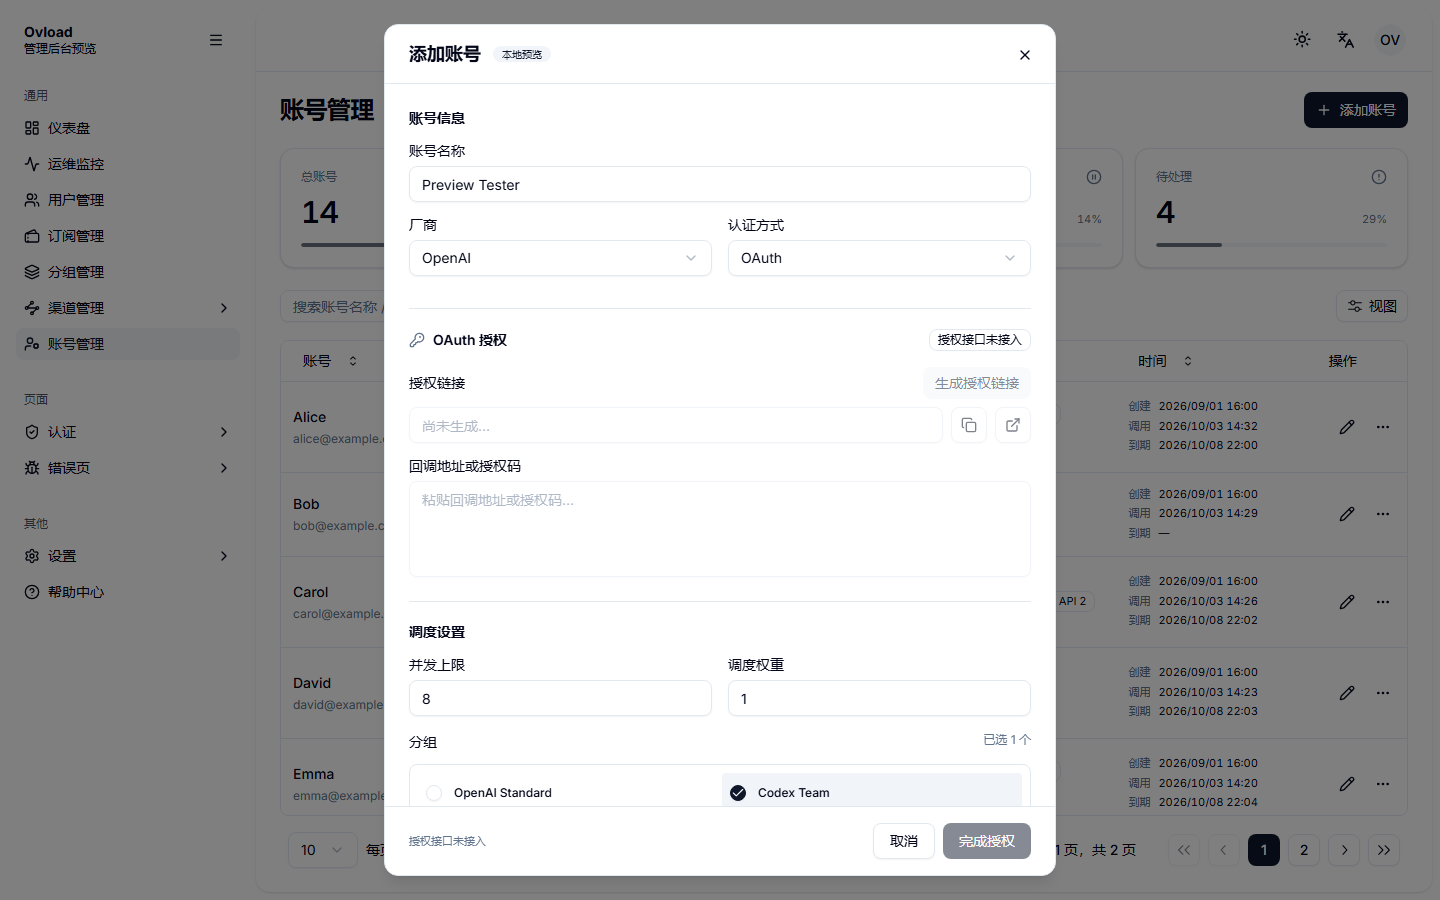 Ovload
管理后台预览
通用
仪表盘
运维监控
用户管理
订阅管理
分组管理
渠道管理
账号管理
页面
认证
错误页
其他
设置
帮助中心
OV
账号管理
添加账号
总账号
14
14%
待处理
4
29%
搜索账号名称 /
视图
账号
时间
操作
Alice
alice@example.
创建 2026/09/01 16:00
调用 2026/10/03 14:32
到期 2026/10/08 22:00
Bob
bob@example.c
创建 2026/09/01 16:00
调用 2026/10/03 14:29
到期 —
Carol
carol@example.
API 2
创建 2026/09/01 16:00
调用 2026/10/03 14:26
到期 2026/10/08 22:02
David
david@example
创建 2026/09/01 16:00
调用 2026/10/03 14:23
到期 2026/10/08 22:03
Emma
emma@example
创建 2026/09/01 16:00
调用 2026/10/03 14:20
到期 2026/10/08 22:04
10
每
1 页，共 2 页
1
2
添加账号
本地预览
账号信息
账号名称
Preview Tester
厂商
认证方式
OpenAI
OAuth
OAuth 授权
授权接口未接入
授权链接
生成授权链接
尚未生成...
回调地址或授权码
粘贴回调地址或授权码...
调度设置
并发上限
调度权重
8
1
分组
已选 1 个
OpenAI Standard
Codex Team
授权接口未接入
取消
完成授权